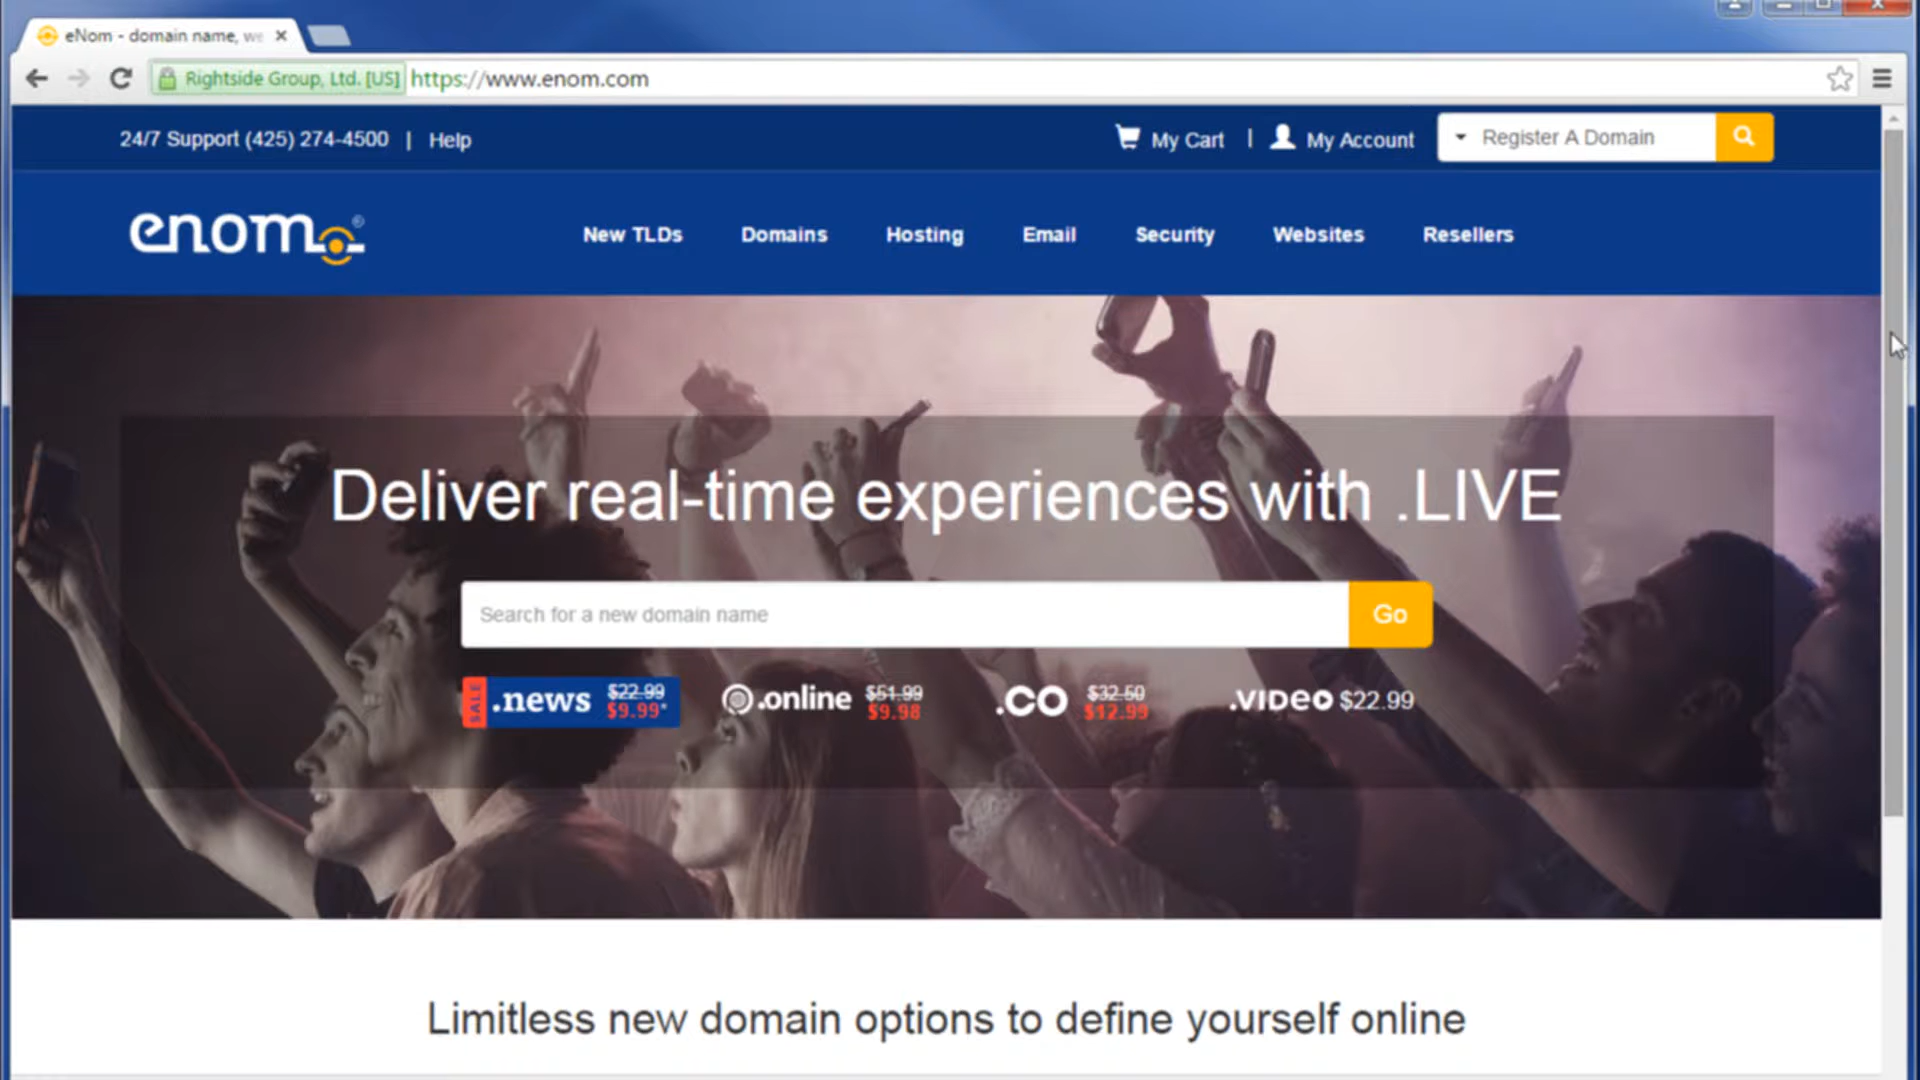 eNom - domain name, we
Rightside Group, Ltd. [US] https://www.enom.com
24/7 Support (425) 274-4500 | Help
My Cart | My Account
Register A Domain
enom®
New TLDs Domains Hosting Email Security Websites Resellers
Deliver real-time experiences with .LIVE
Search for a new domain name
Go
SALE .news $22.99 $9.99*
.online $51.99 $9.98
.CO $32.50 $12.99
.VIDeO $22.99
Limitless new domain options to define yourself online